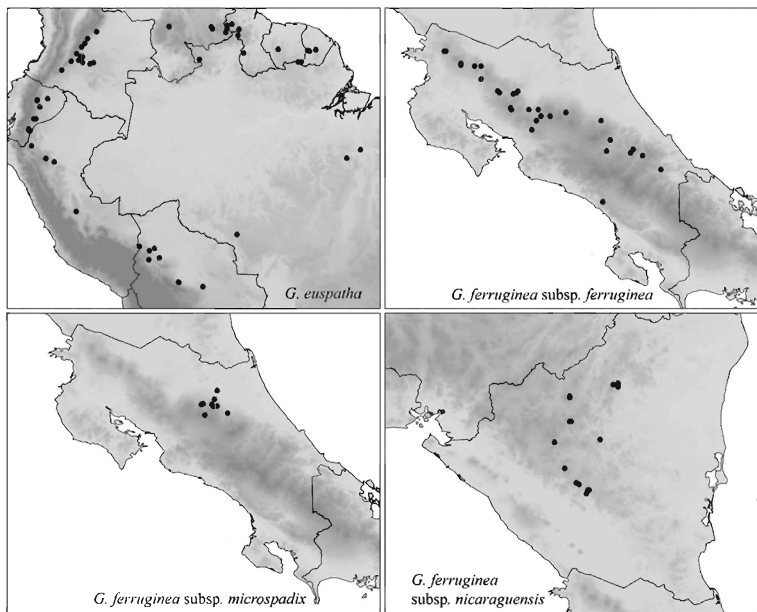 G. euspatha
G. ferruginea subsp. ferruginea
G. ferruginea subsp. microspadix
G. ferruginea
subsp. nicaraguensis